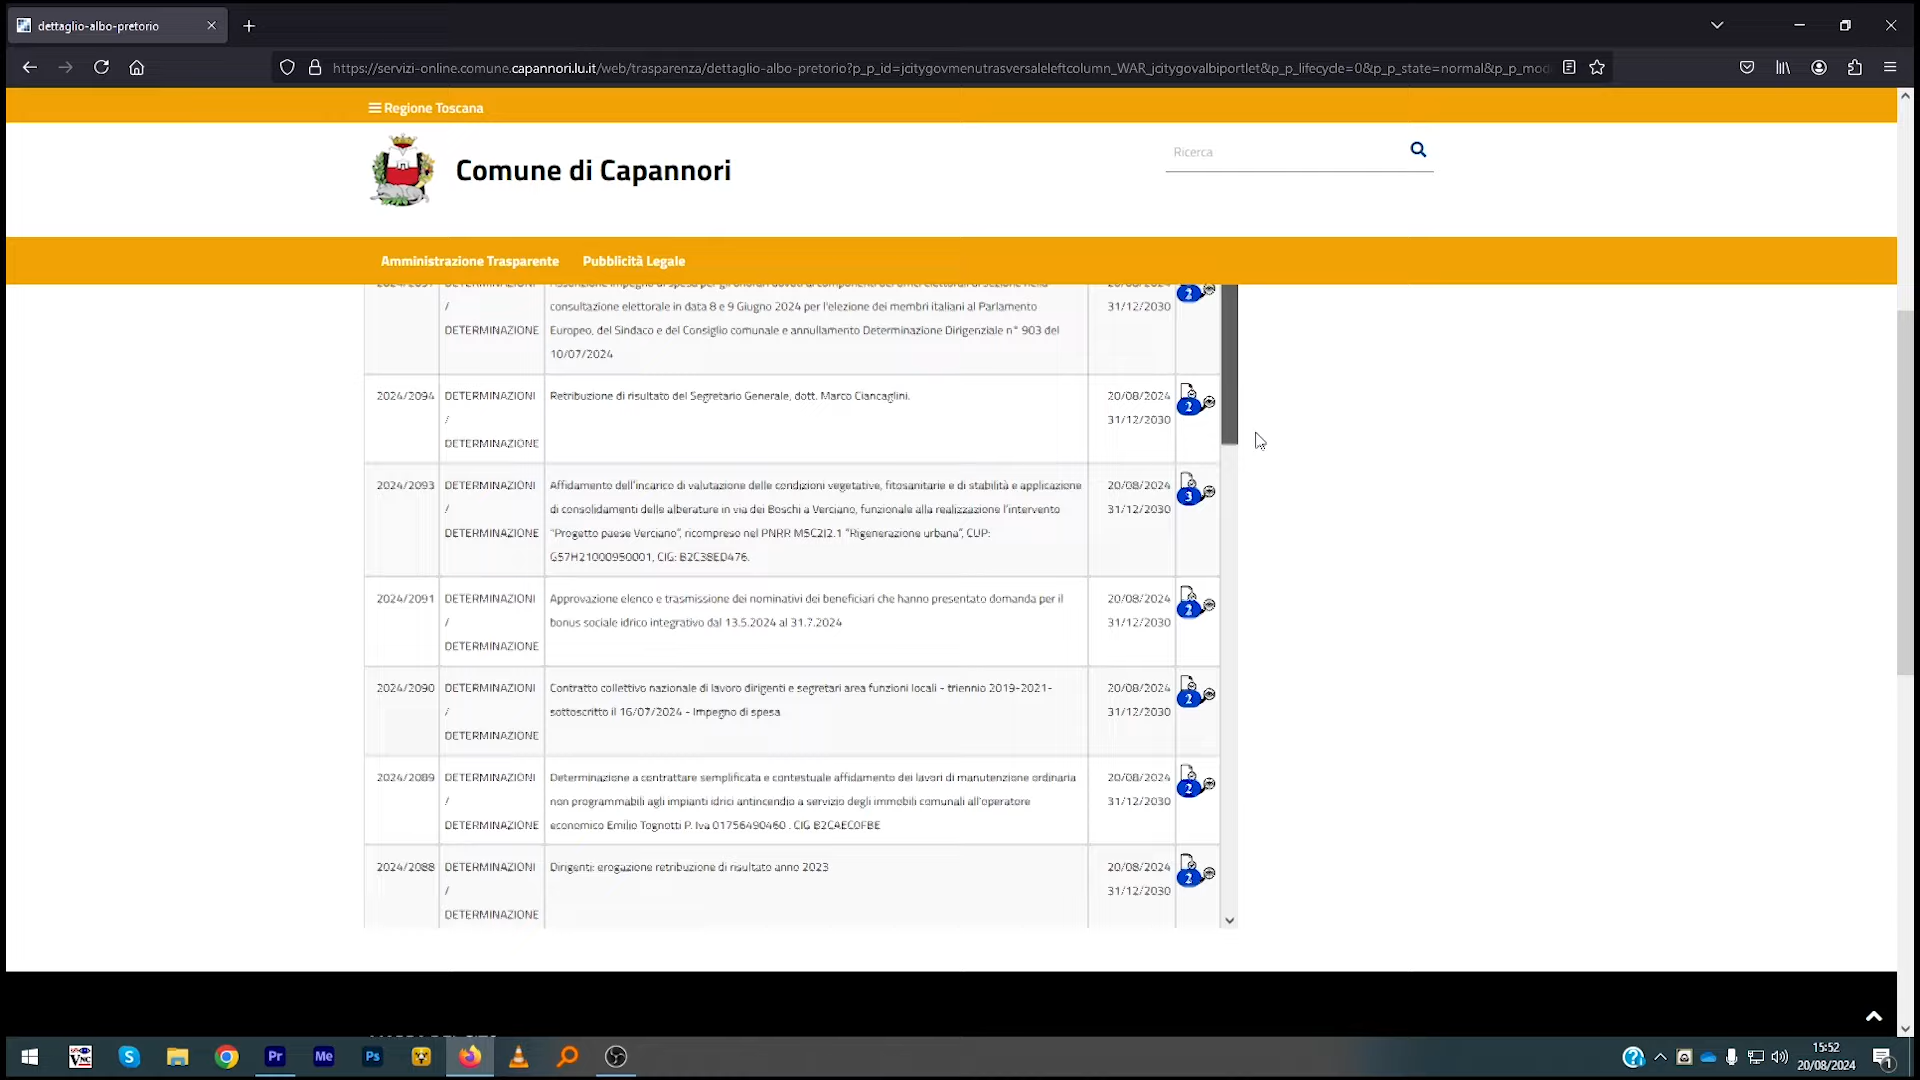 dettaglio-albo-pretorio
https://servizi-online.comune.capannori.lu.it/web/trasparenza/dettaglio-albo-pretorio?p_p_id=jcitygovmenutrasversaleleftcolumn_WAR_jcitygovalbiportlet&p_p_lifecycle=0&p_p_state=normal&p_p_mod
Regione Toscana
Comune di Capannori
Ricerca
Amministrazione Trasparente Pubblicità Legale
2
/ consultazione elettorale in data 8 e 9 Giugno 2024 per l'elezione dei membri italiani al Parlamento 31/12/2030
DETERMINAZIONE Europeo, del Sindaco e del Consiglio comunale e annullamento Determinazione Dirigenziale n° 903 del
10/07/2024
2024/2094 DETERMINAZIONI Retribuzione di risultato del Segretario Generale, dott. Marco Ciancaglini. 20/08/2024 2
/ 31/12/2030
DETERMINAZIONE
2024/2093 DETERMINAZIONI Affidamento dell'incarico di valutazione delle condizioni vegetative, fitosanitarie e di stabilità e applicazione 20/08/2024 3
/ di consolidamenti delle alberature in via dei Boschi a Verciano, funzionale alla realizzazione l'intervento 31/12/2030
DETERMINAZIONE "Progetto paese Verciano", ricompreso nel PNRR M5C2I2.1 "Rigenerazione urbana", CUP:
G57H21000950001, CIG: B2C38ED476.
2024/2091 DETERMINAZIONI Approvazione elenco e trasmissione dei nominativi dei beneficiari che hanno presentato domanda per il 20/08/2024 2
/ bonus sociale idrico integrativo dal 13.5.2024 al 31.7.2024 31/12/2030
DETERMINAZIONE
2024/2090 DETERMINAZIONI Contratto collettivo nazionale di lavoro dirigenti e segretari area funzioni locali - triennio 2019-2021- 20/08/2024 2
/ sottoscritto il 16/07/2024 - Impegno di spesa 31/12/2030
DETERMINAZIONE
2024/2089 DETERMINAZIONI Determinazione a contrattare semplificata e contestuale affidamento dei lavori di manutenzione ordinaria 20/08/2024 2
/ non programmabili agli impianti idrici antincendio a servizio degli immobili comunali all'operatore 31/12/2030
DETERMINAZIONE economico Emilio Tognotti P. Iva 01756490460 . CIG B2CAEC0FBE
2024/2088 DETERMINAZIONI Dirigenti: erogazione retribuzione di risultato anno 2023 20/08/2024 2
/ 31/12/2030
DETERMINAZIONE
Pr Me Ps
15:52
20/08/2024
1